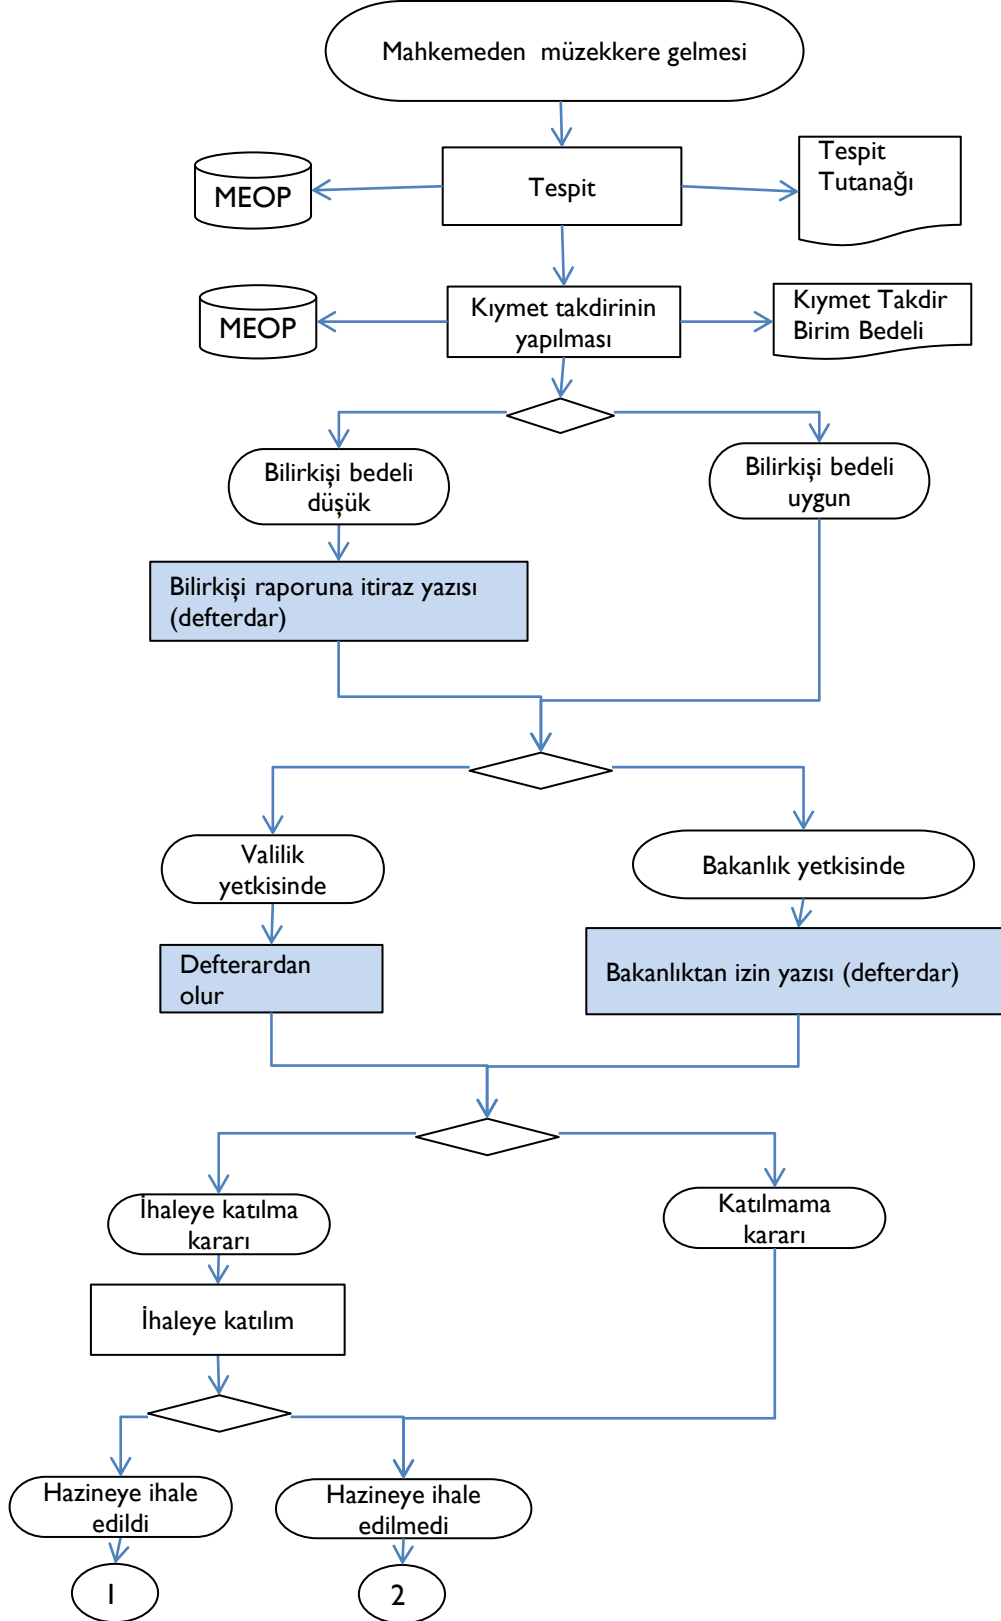 Mahkemeden müzekkere gelmesi
MEOP
Tespit
Tespit
Tutanağı
MEOP
Kıymet takdirinin
yapılması
Kıymet Takdir
Birim Bedeli
Bilirkişi bedeli
düşük
Bilirkişi bedeli
uygun
Bilirkişi raporuna itiraz yazısı
(defterdar)
Valilik
yetkisinde
Bakanlık yetkisinde
Defterardan
olur
Bakanlıktan izin yazısı (defterdar)
İhaleye katılma
kararı
Katılmama
kararı
İhaleye katılım
Hazineye ihale
edildi
Hazineye ihale
edilmedi
1
2